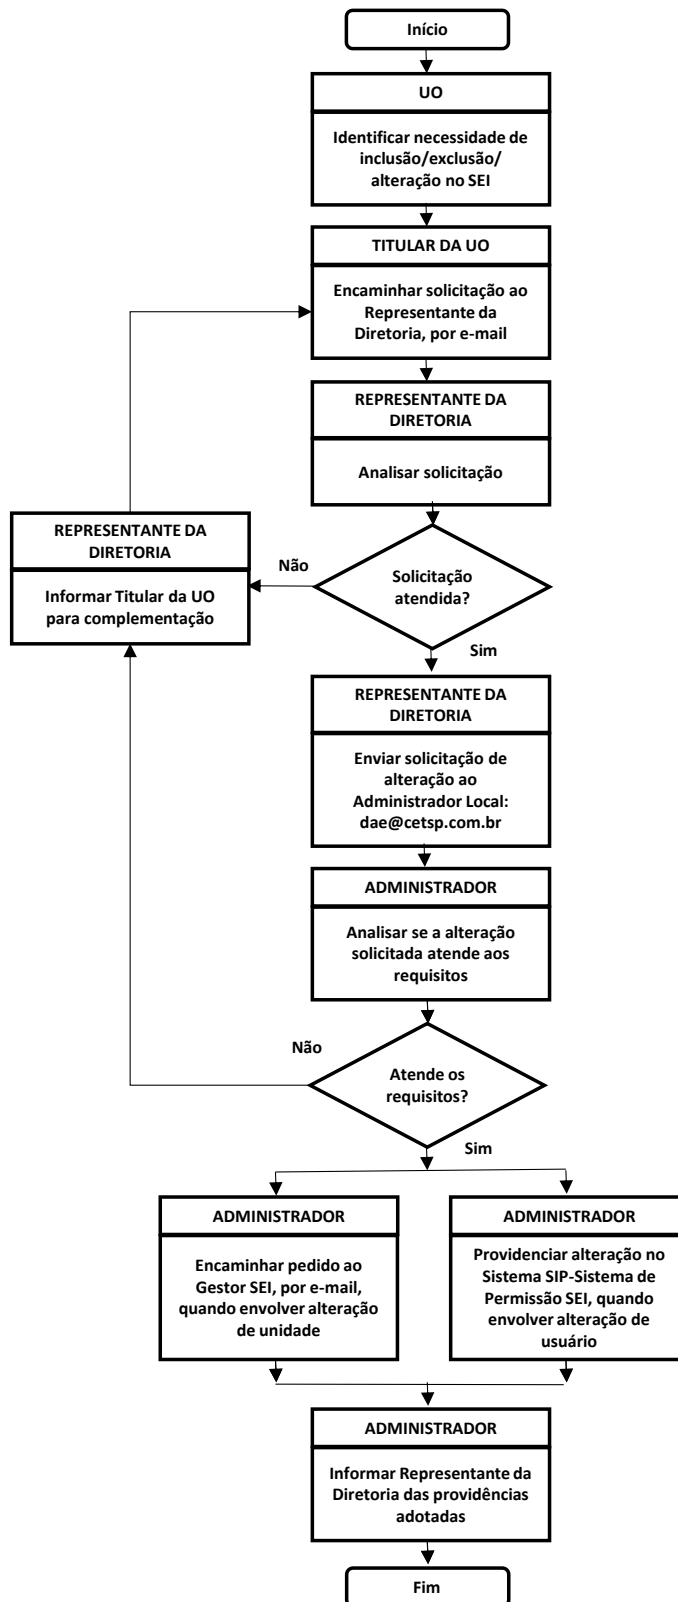 Início
UO
Identificar necessidade de
inclusão/exclusão/
alteração no SEI
TITULAR DA UO
Encaminhar solicitação ao
Representante da
Diretoria, por e-mail
REPRESENTANTE DA
DIRETORIA
Analisar solicitação
REPRESENTANTE DA
DIRETORIA
Informar Titular da UO
para complementação
Não
Solicitação
atendida?
Sim
REPRESENTANTE DA
DIRETORIA
Enviar solicitação de
alteração ao
Administrador Local:
dae@cetsp.com.br
ADMINISTRADOR
Analisar se a alteração
solicitada atende aos
requisitos
Não
Atende os
requisitos?
Sim
ADMINISTRADOR
Encaminhar pedido ao
Gestor SEI, por e-mail,
quando envolver alteração
de unidade
ADMINISTRADOR
Providenciar alteração no
Sistema SIP-Sistema de
Permissão SEI, quando
envolver alteração de
usuário
ADMINISTRADOR
Informar Representante da
Diretoria das providências
adotadas
Fim